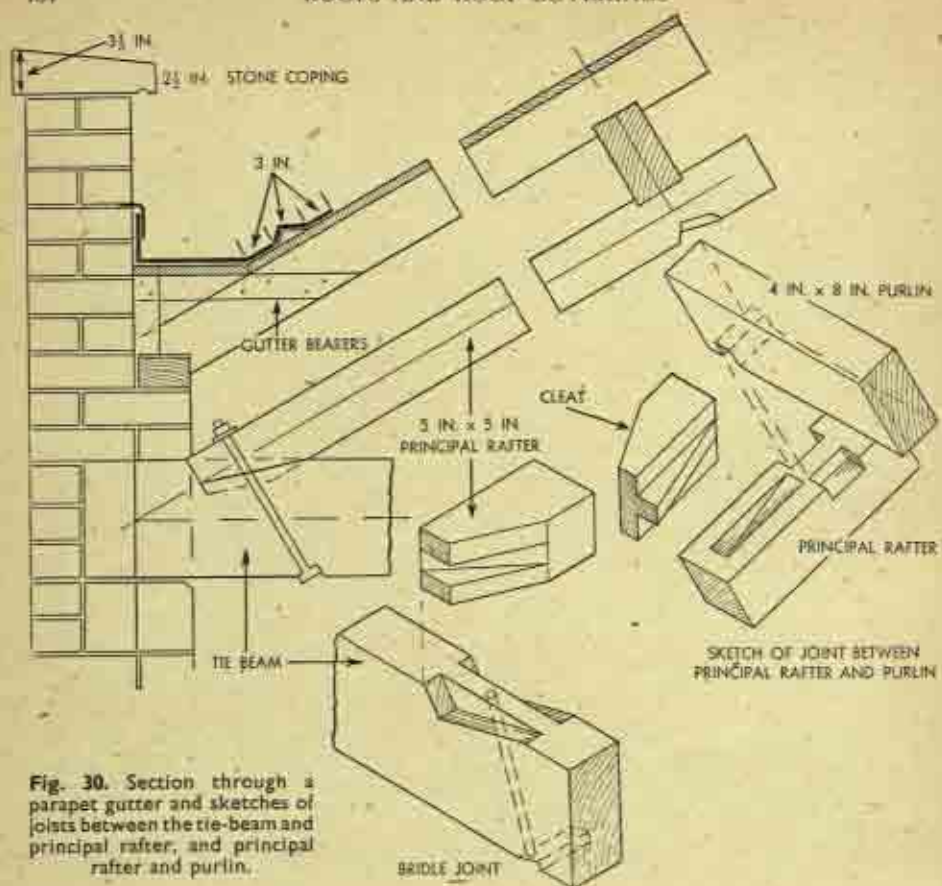 3½ IN.
2½ IN. STONE COPING
3 IN.
GUTTER BEARERS
4 IN. x 8 IN. PURLIN
CLEAT
5 IN. x 5 IN.
PRINCIPAL RAFTER
PRINCIPAL RAFTER
TIE BEAM
SKETCH OF JOINT BETWEEN
PRINCIPAL RAFTER AND PURLIN
Fig. 30. Section through a
parapet gutter and sketches of
joists between the tie-beam and
principal rafter, and principal
rafter and purlin.
BRIDLE JOINT